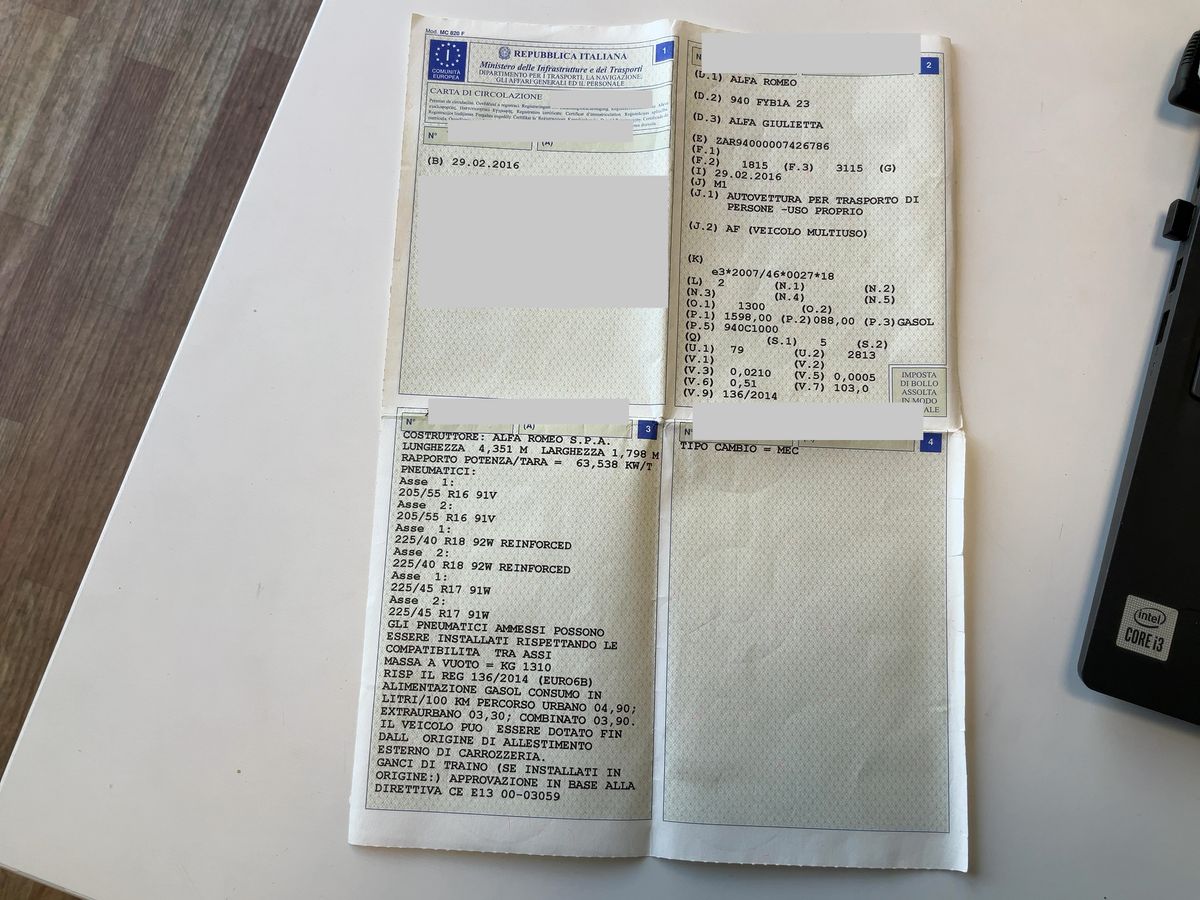 Mod. MC 820 F
COMUNITÀ
EUROPEA
I
REPUBBLICA ITALIANA
1
Ministero delle Infrastrutture e dei Trasporti
DIPARTIMENTO PER I TRASPORTI, LA NAVIGAZIONE,
GLI AFFARI GENERALI ED IL PERSONALE
CARTA DI CIRCOLAZIONE
N°
(A)
(B) 29.02.2016
N
2
(D.1) ALFA ROMEO
(D.2) 940 FYB1A 23
(D.3) ALFA GIULIETTA
(E) ZAR94000007426786
(F.1)
(F.2) 1815 (F.3) 3115 (G)
(I) 29.02.2016
(J) M1
(J.1) AUTOVETTURA PER TRASPORTO DI
PERSONE -USO PROPRIO
(J.2) AF (VEICOLO MULTIUSO)
(K)
e3*2007/46*0027*18
(L) 2 (N.1) (N.2)
(N.3) (N.4) (N.5)
(O.1) 1300 (O.2)
(P.1) 1598,00 (P.2)088,00 (P.3)GASOL
(P.5) 940C1000
(Q) (S.1) 5 (S.2)
(U.1) 79 (U.2) 2813
(V.1) (V.2)
(V.3) 0,0210 (V.5) 0,0005
(V.6) 0,51 (V.7) 103,0
(V.9) 136/2014
IMPOSTA
DI BOLLO
ASSOLTA
IN MODO
ALE
N°
(A)
3
COSTRUTTORE: ALFA ROMEO S.P.A.
LUNGHEZZA 4,351 M LARGHEZZA 1,798 M
RAPPORTO POTENZA/TARA = 63,538 KW/T
PNEUMATICI:
Asse 1:
205/55 R16 91V
Asse 2:
205/55 R16 91V
Asse 1:
225/40 R18 92W REINFORCED
Asse 2:
225/40 R18 92W REINFORCED
Asse 1:
225/45 R17 91W
Asse 2:
225/45 R17 91W
GLI PNEUMATICI AMMESSI POSSONO
ESSERE INSTALLATI RISPETTANDO LE
COMPATIBILITA TRA ASSI
MASSA A VUOTO = KG 1310
RISP IL REG 136/2014 (EURO6B)
ALIMENTAZIONE GASOL CONSUMO IN
LITRI/100 KM PERCORSO URBANO 04,90;
EXTRAURBANO 03,30; COMBINATO 03,90.
IL VEICOLO PUO ESSERE DOTATO FIN
DALL ORIGINE DI ALLESTIMENTO
ESTERNO DI CARROZZERIA.
GANCI DI TRAINO (SE INSTALLATI IN
ORIGINE:) APPROVAZIONE IN BASE ALLA
DIRETTIVA CE E13 00-03059
N°
4
TIPO CAMBIO = MEC
intel
CORE i3